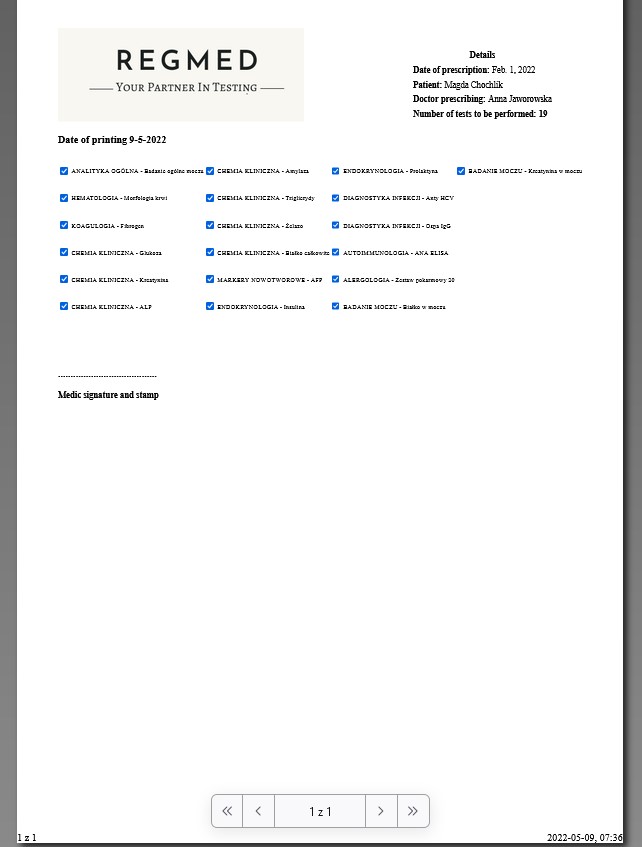 REGMED
Your Partner In Testing
Details
Date of prescription: Feb. 1, 2022
Patient: Magda Chochlik
Doctor prescribing: Anna Jaworowska
Number of tests to be performed: 19
Date of printing 9-5-2022
ANALITYKA OGÓLNA - Badanie ogólne moczu
CHEMIA KLINICZNA - Amylaza
ENDOKRYNOLOGIA - Prolaktyna
BADANIE MOCZU - Kreatynina w moczu
HEMATOLOGIA - Morfologia krwi
CHEMIA KLINICZNA - Triglicrydy
DIAGNOSTYKA INFEKCJI - Anty HCV
KOAGULOGIA - Fibrogen
CHEMIA KLINICZNA - Żelazo
DIAGNOSTYKA INFEKCJI - Ospa IgG
CHEMIA KLINICZNA - Glukoza
CHEMIA KLINICZNA - Białko całkowite
AUTOIMMUNOLOGIA - ANA ELISA
CHEMIA KLINICZNA - Kreatynina
MARKERY NOWOTWOROWE - AFP
ALERGOLOGIA - Zestaw pokarmowy 20
CHEMIA KLINICZNA - ALP
ENDOKRYNOLOGIA - Insulina
BADANIE MOCZU - Białko w moczu
Medic signature and stamp
1 z 1
1 z 1
2022-05-09, 07:36